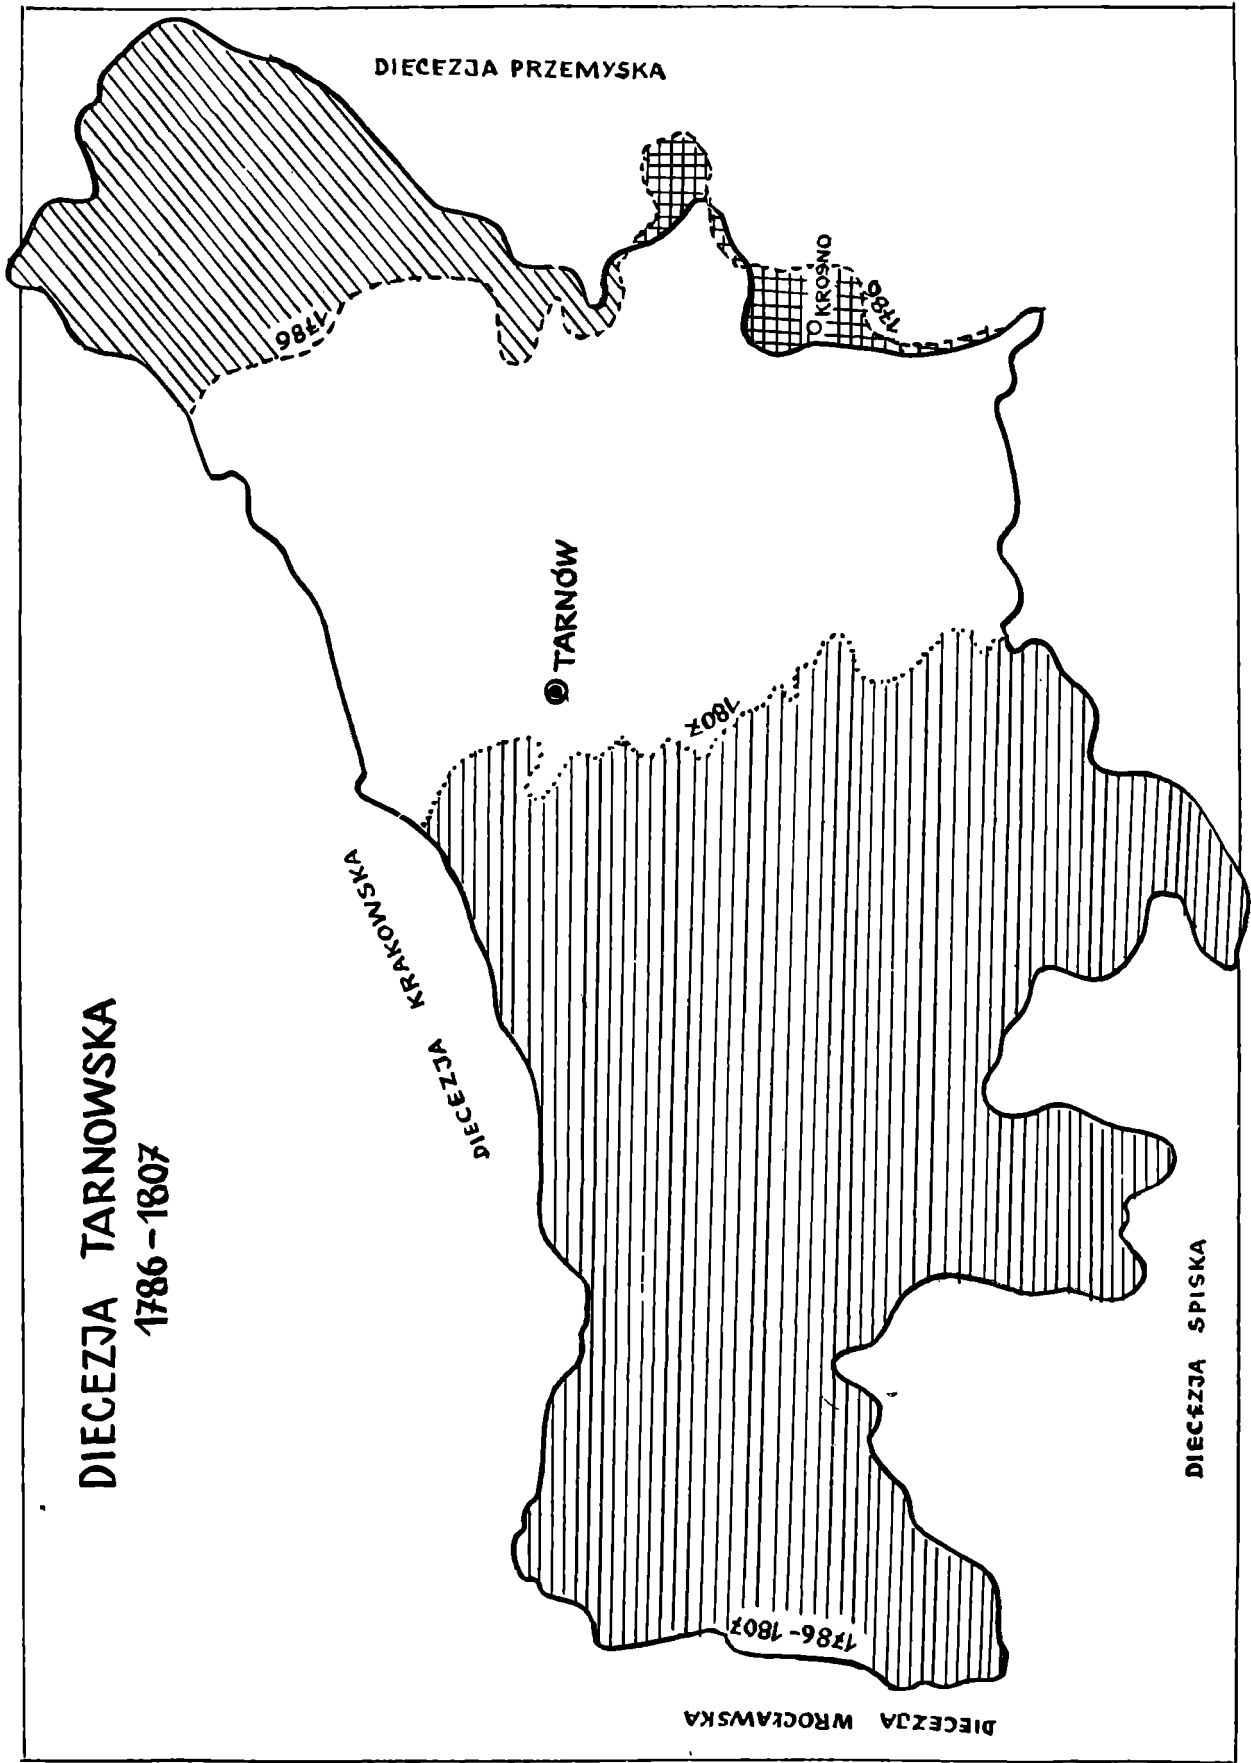 DIECEZJA TARNOWSKA
1786-1807
DIECEZJA PRZEMYSKA
1786
KROSNO
1786
TARNÓW
1807
DIECEZJA KRAKOWSKA
DIECEZJA SPISKA
1786-1807
DIECEZJA WROCŁAWSKA